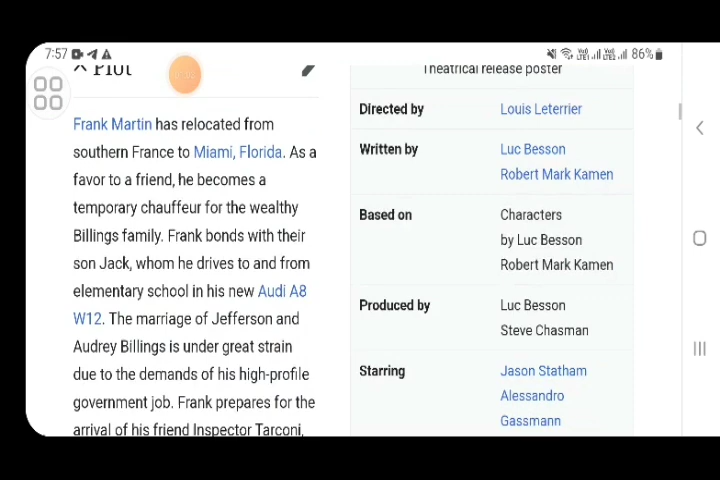 7:57
86%
Plot
Frank Martin has relocated from
southern France to Miami, Florida. As a
favor to a friend, he becomes a
temporary chauffeur for the wealthy
Billings family. Frank bonds with their
son Jack, whom he drives to and from
elementary school in his new Audi A8
W12. The marriage of Jefferson and
Audrey Billings is under great strain
due to the demands of his high-profile
government job. Frank prepares for the
arrival of his friend Inspector Tarconi,
Theatrical release poster
Directed by Louis Leterrier
Written by Luc Besson
Robert Mark Kamen
Based on Characters
by Luc Besson
Robert Mark Kamen
Produced by Luc Besson
Steve Chasman
Starring Jason Statham
Alessandro
Gassmann